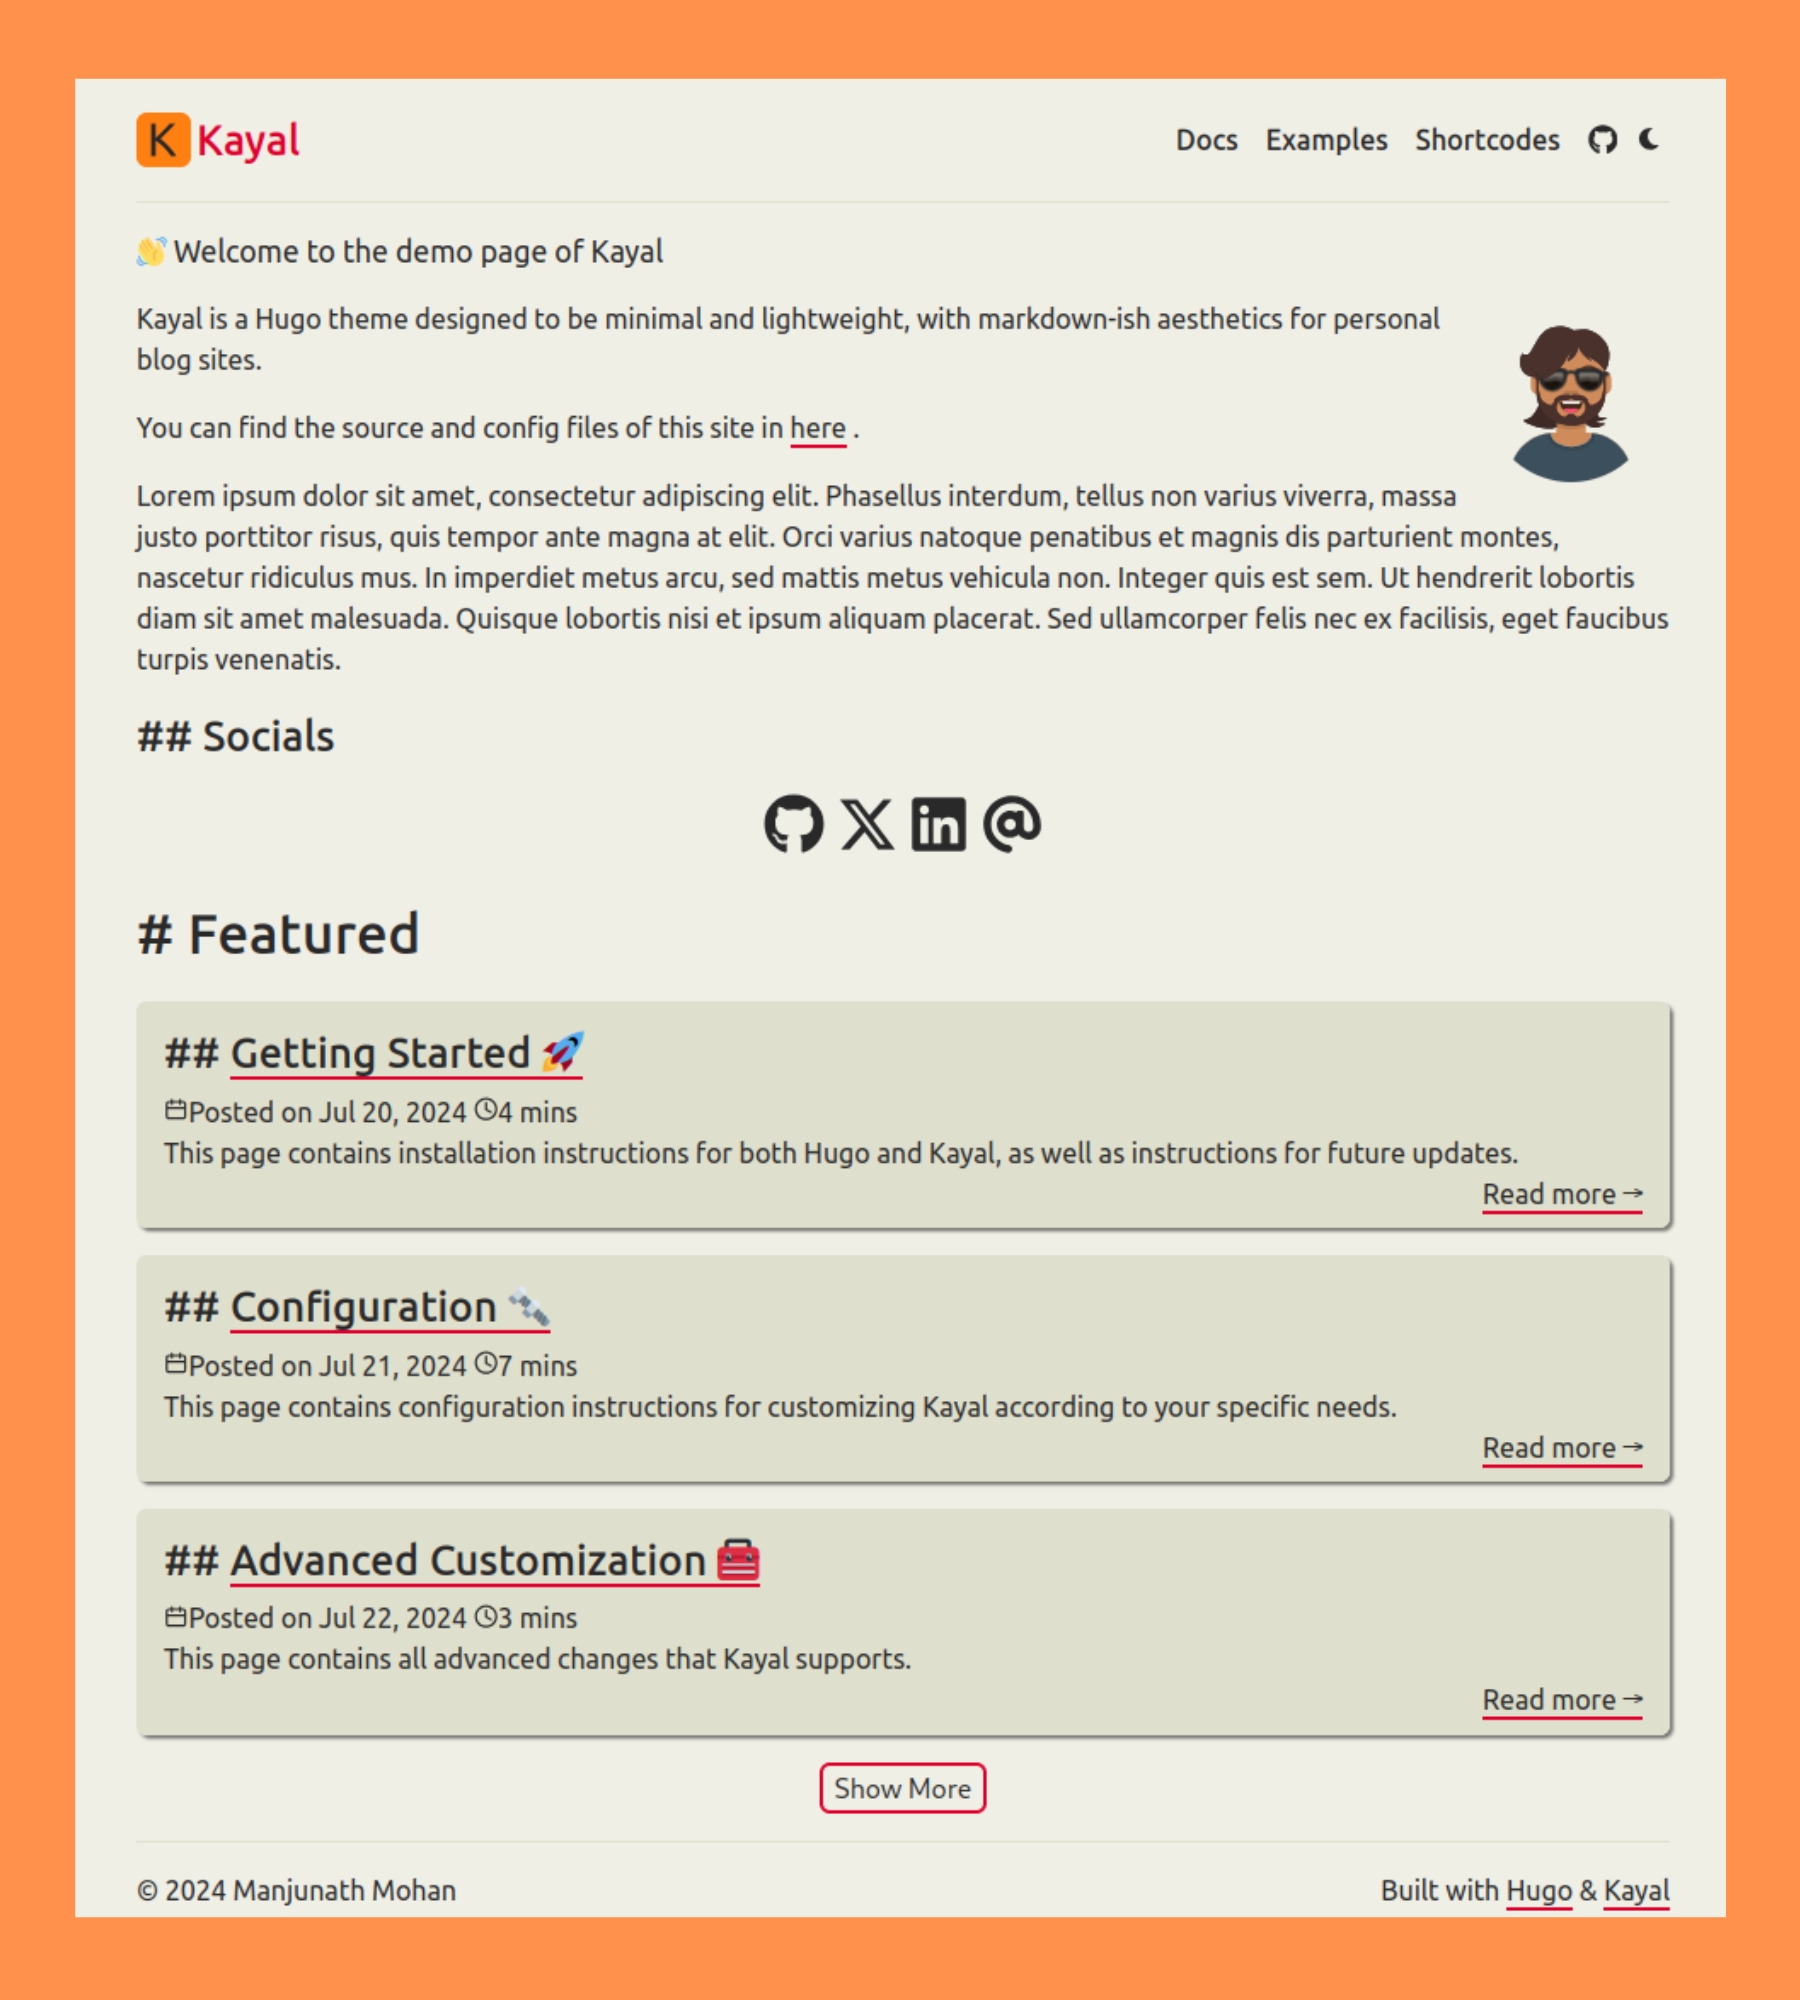 K Kayal
Docs Examples Shortcodes
👋 Welcome to the demo page of Kayal
Kayal is a Hugo theme designed to be minimal and lightweight, with markdown-ish aesthetics for personal
blog sites.
You can find the source and config files of this site in here .
Lorem ipsum dolor sit amet, consectetur adipiscing elit. Phasellus interdum, tellus non varius viverra, massa
justo porttitor risus, quis tempor ante magna at elit. Orci varius natoque penatibus et magnis dis parturient montes,
nascetur ridiculus mus. In imperdiet metus arcu, sed mattis metus vehicula non. Integer quis est sem. Ut hendrerit lobortis
diam sit amet malesuada. Quisque lobortis nisi et ipsum aliquam placerat. Sed ullamcorper felis nec ex facilisis, eget faucibus
turpis venenatis.
## Socials
# Featured
## Getting Started 🚀
Posted on Jul 20, 2024 4 mins
This page contains installation instructions for both Hugo and Kayal, as well as instructions for future updates.
Read more →
## Configuration 🔩
Posted on Jul 21, 2024 7 mins
This page contains configuration instructions for customizing Kayal according to your specific needs.
Read more →
## Advanced Customization 🧰
Posted on Jul 22, 2024 3 mins
This page contains all advanced changes that Kayal supports.
Read more →
Show More
© 2024 Manjunath Mohan
Built with Hugo & Kayal